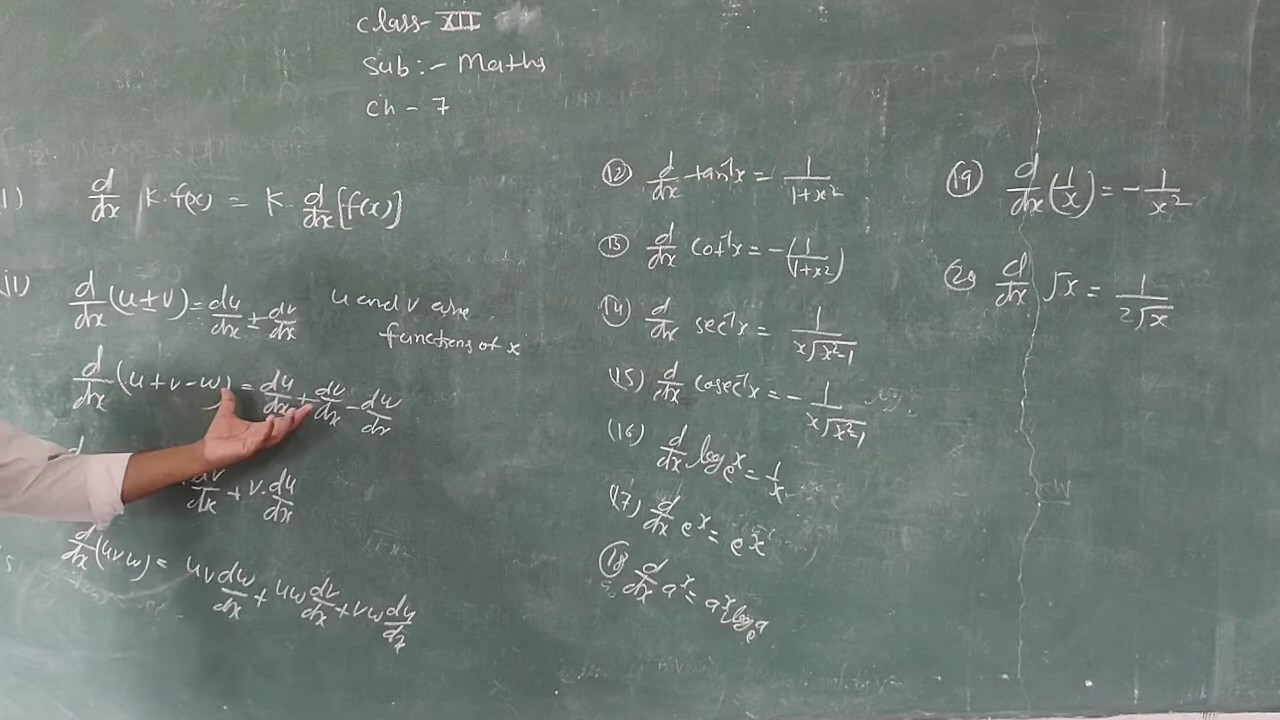 Class- XII
Sub:- Maths
Ch - 7
d/dx K.f(x) = K. d/dx [f(x)]
d/dx (u±v) = du/dx ± dv/dx u and v are
functions of x
d/dx (u+v-w) = du/dx + dv/dx - dw/dx
dv/dx + v. du/dx
d/dx (uvw) = uv dw/dx + uw dv/dx + vw du/dx
(12) d/dx tan⁻¹x = 1/(1+x²)
(13) d/dx cot⁻¹x = -(1/(1+x²))
(14) d/dx sec⁻¹x = 1/(x√(x²-1))
(15) d/dx cosec⁻¹x = - 1/(x√(x²-1))
(16) d/dx logₑx = 1/x
(17) d/dx eˣ = eˣ
(18) d/dx aˣ = aˣ logₑa
(19) d/dx (1/x) = - 1/x²
(20) d/dx √x = 1/(2√x)